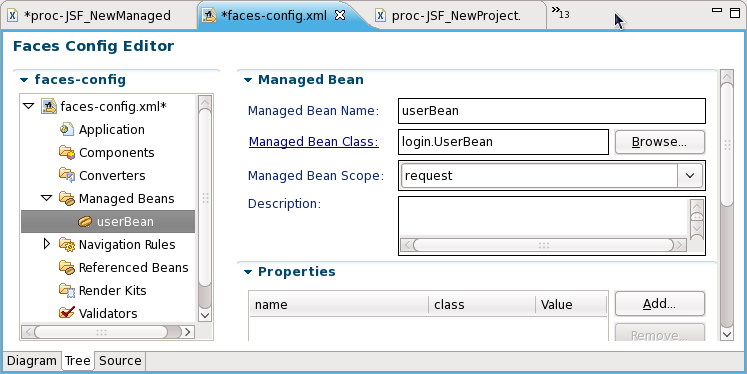 *proc-JSF_NewManaged
*faces-config.xml
proc-JSF_NewProject.
»13
Faces Config Editor
faces-config
faces-config.xml*
Application
Components
Converters
Managed Beans
userBean
Navigation Rules
Referenced Beans
Render Kits
Validators
Managed Bean
Managed Bean Name: userBean
Managed Bean Class: login.UserBean Browse...
Managed Bean Scope: request
Description:
Properties
name class Value Add...
Remove...
Diagram Tree Source